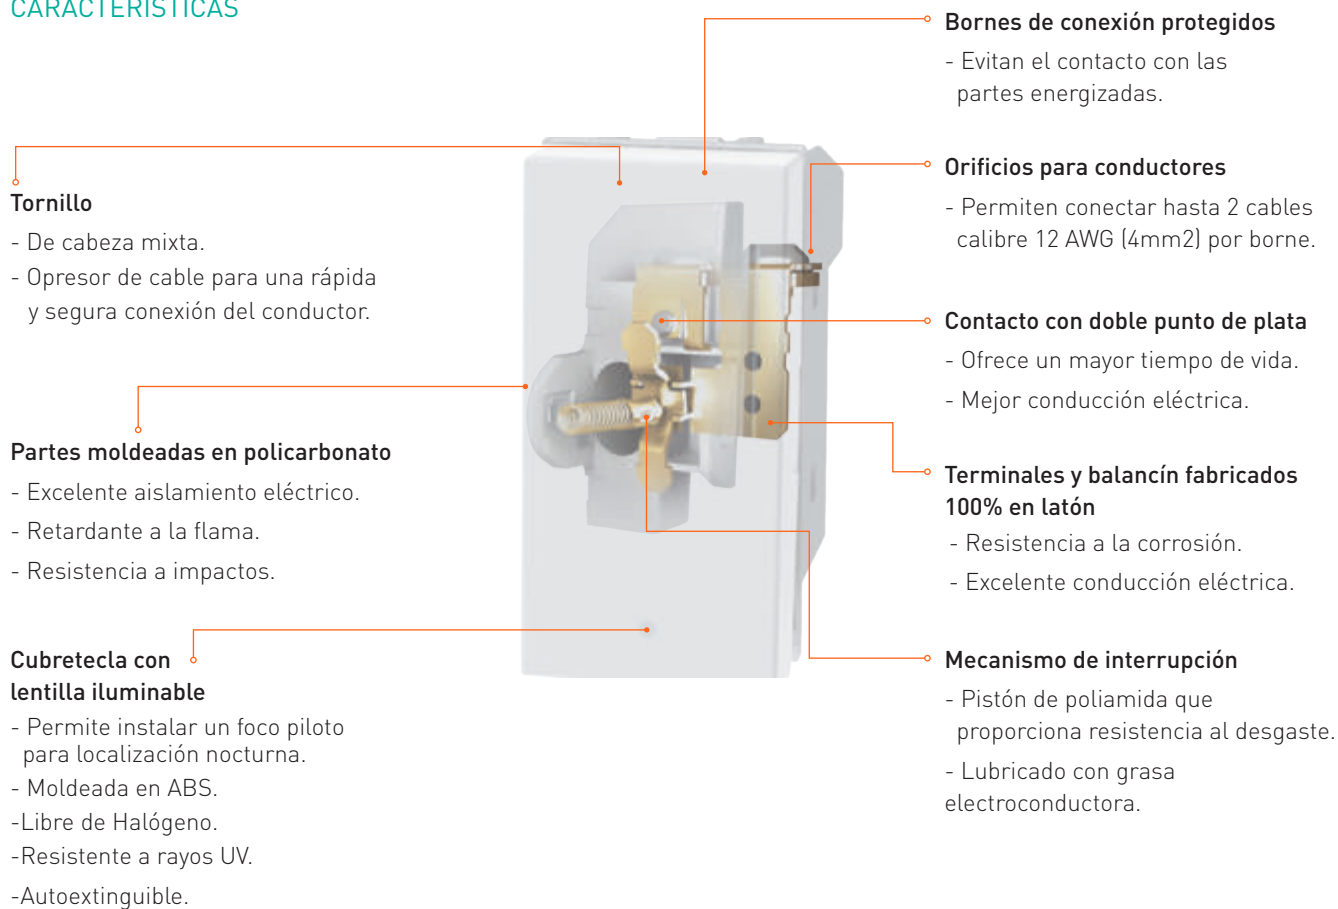 CARACTERÍSTICAS
Tornillo
- De cabeza mixta.
- Opresor de cable para una rápida
y segura conexión del conductor.
Partes moldeadas en policarbonato
- Excelente aislamiento eléctrico.
- Retardante a la flama.
- Resistencia a impactos.
Cubretecla con
lentilla iluminable
- Permite instalar un foco piloto
para localización nocturna.
- Moldeada en ABS.
-Libre de Halógeno.
-Resistente a rayos UV.
-Autoextinguible.
Bornes de conexión protegidos
- Evitan el contacto con las
partes energizadas.
Orificios para conductores
- Permiten conectar hasta 2 cables
calibre 12 AWG (4mm2) por borne.
Contacto con doble punto de plata
- Ofrece un mayor tiempo de vida.
- Mejor conducción eléctrica.
Terminales y balancín fabricados
100% en latón
- Resistencia a la corrosión.
- Excelente conducción eléctrica.
Mecanismo de interrupción
- Pistón de poliamida que
proporciona resistencia al desgaste.
- Lubricado con grasa
electroconductora.